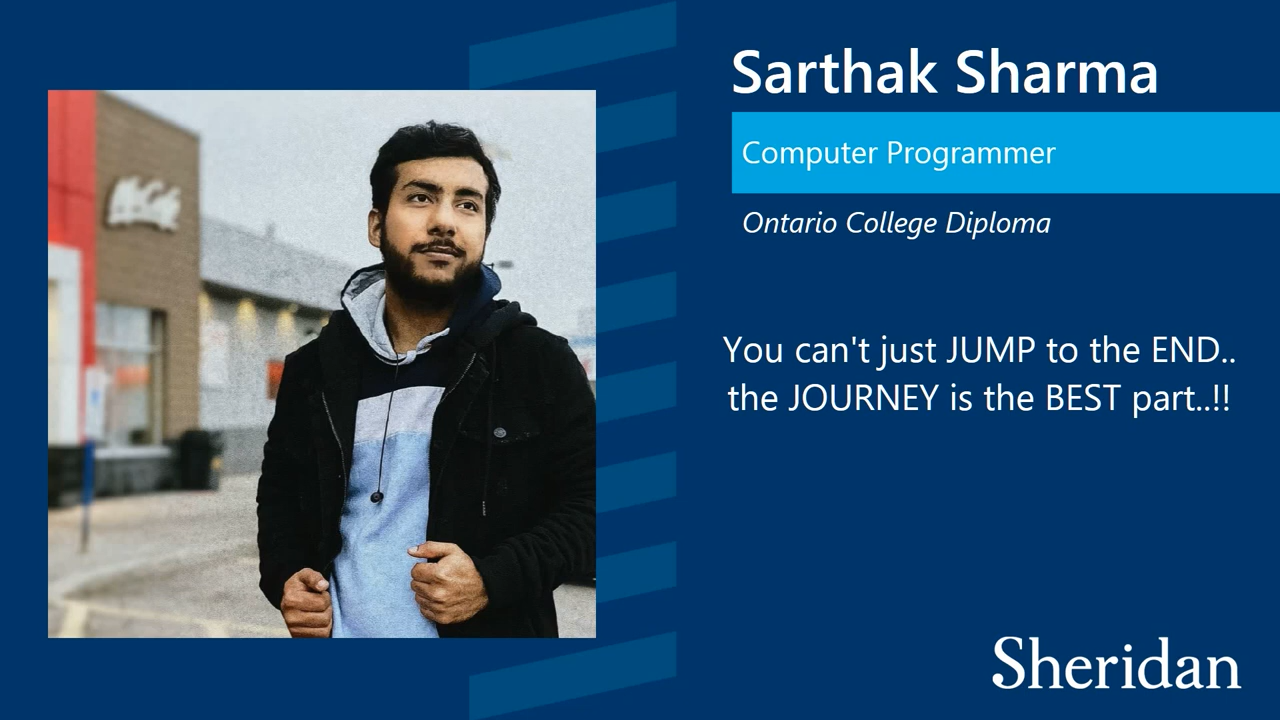 Sarthak Sharma
Computer Programmer
Ontario College Diploma
You can't just JUMP to the END..
the JOURNEY is the BEST part..!!
McCafé
Sheridan